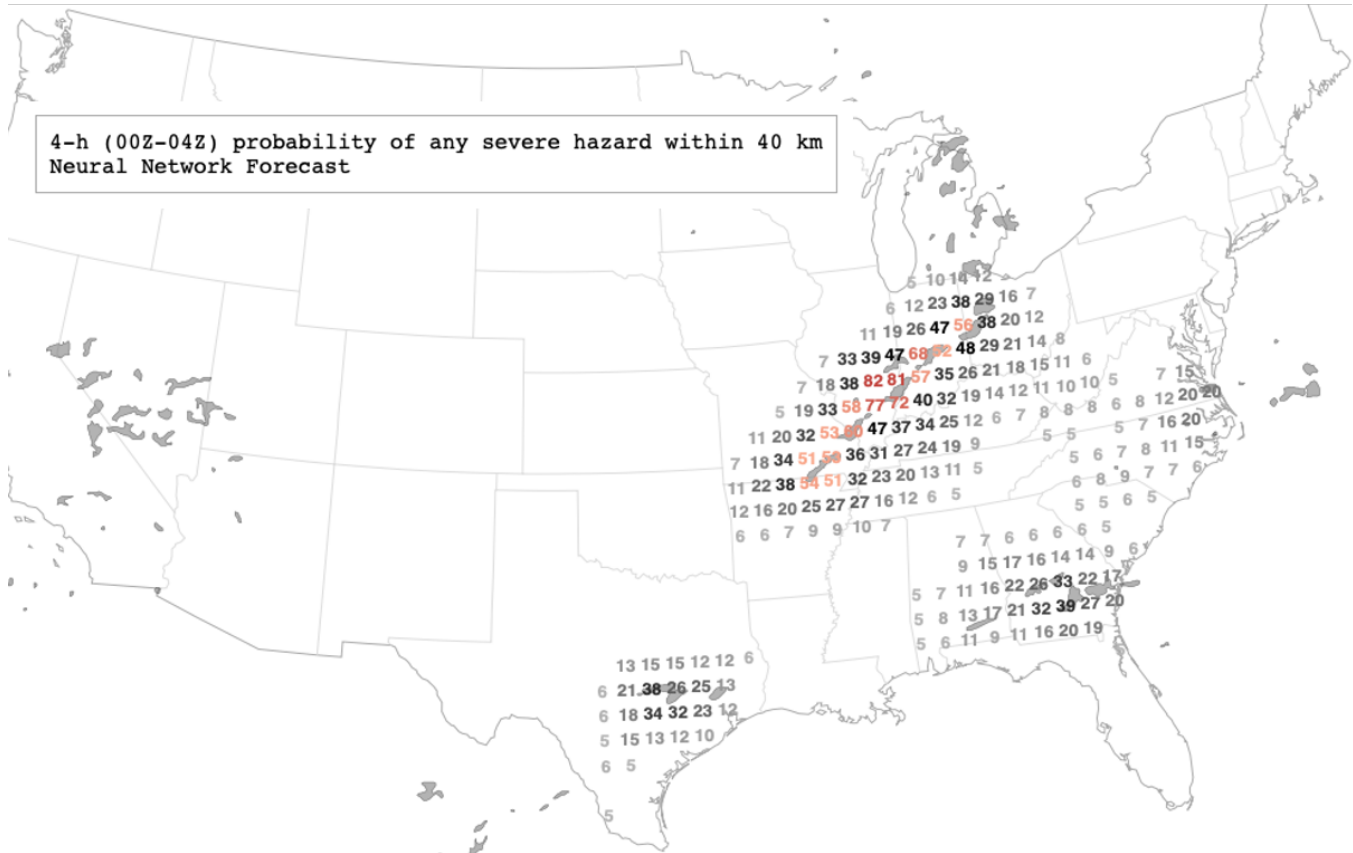 4-h (00Z-04Z) probability of any severe hazard within 40 km
Neural Network Forecast
5 10 14 12
6 12 23 38 29 16 7
11 19 26 47 56 38 20 12
7 33 39 47 68 48 29 21 14 8
7 18 38 82 81 57 35 26 21 18 15 11 6
5 19 33 58 77 72 40 32 19 14 12 11 10 10 5 7 15
11 20 32 53 47 37 34 25 12 6 7 8 8 8 6 8 12 20 20
7 18 34 51 59 36 31 27 24 19 9 5 5 5 7 16 20
11 22 38 54 51 32 23 20 13 11 5 5 6 7 8 11 15
12 16 20 25 27 27 16 12 6 5 6 8 9 7 7 6
6 6 7 9 9 10 7 5 5 6 5
7 7 6 6 6 6 5
9 15 17 16 14 14 9 6
5 7 11 16 22 26 33 22 17
5 8 13 17 21 32 39 27 20
5 6 11 9 11 16 20 19
13 15 15 12 12 6
6 21 38 26 25 13
6 18 34 32 23 12
5 15 13 12 10
6 5
5